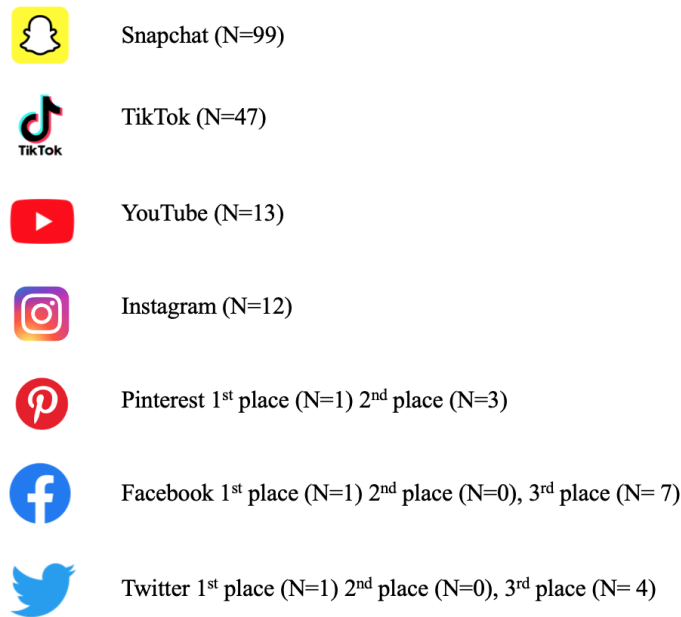 Snapchat (N=99)
TikTok
TikTok (N=47)
YouTube (N=13)
Instagram (N=12)
Pinterest 1st place (N=1) 2nd place (N=3)
Facebook 1st place (N=1) 2nd place (N=0), 3rd place (N= 7)
Twitter 1st place (N=1) 2nd place (N=0), 3rd place (N= 4)